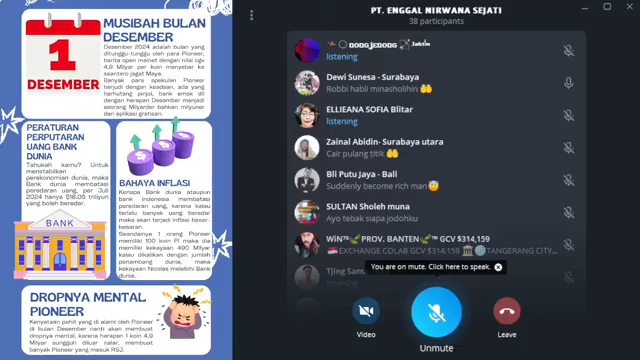 MUSIBAH BULAN
DESEMBER
Desember 2024 adalah bulan yang
ditunggu-tunggu oleh para Pioneer,
berita open mainet dengan nilai cgv
4,9 Milyar per koin menyebar ke
seantero jagat Maya.
Banyak para spekulan Pioneer
berjudi dengan keadaan, ada yang
berhutang pinjol, bank emok dll
dengan harapan Desember menjadi
seorang Milyarder bahkan milyuner
dari aplikasi gratisan.
1
DESEMBER
PERATURAN
PERPUTARAN
UANG BANK
DUNIA
Tahukah kamu? Untuk
menstabilkan
perekonomian dunia, maka
Bank dunia membatasi
peredaran uang, per Juli
2024 hanya $18.05 triliyun
yang boleh beredar.
BANK
BAHAYA INFLASI
Kenapa Bank dunia ataupun
bank Indonesia membatasi
peredaran uang, karena kalau
terlalu banyak uang beredar
maka akan terjadi inflasi besar-
besaran.
Seandainya 1 orang Pioneer
memiliki 100 koin PI maka dia
memiliki kekayaan 490 Milyar
kalau dikalikan dengan jumlah
penambang dunia, maka
kekayaan Nicolas melebihi Bank
dunia.
DROPNYA MENTAL
PIONEER
Kenyataan pahit yang di alami oleh Pioneer
di bulan Desember nanti akan membuat
dropnya mental, karena harapan 1 koin 4,9
Milyar sungguh diluar nalar, membuat
banyak Pioneer yang masuk RSJ.
PT. ENGGAL NIRWANA SEJATI
38 participants
listening
Dewi Sunesa - Surabaya
Robbi habli minasholihin 🤲
ELLIEANA SOFIA Blitar
listening
Zainal Abidin- Surabaya utara
Cair pulang titik 🤲
Bli Putu Jaya - Bali
Suddenly become rich man😇
SULTAN Sholeh muna
Ayo tebak siapa jodohku
WiN⁷⁰🌿PROV. BANTEN🌿™ GCV $314,159
🇮🇩EXCHANGE COLAB GCV $314,159 🏛🌐TANGERANG CITY...
You are on mute. Click here to speak.
Tjing Sam
Video
Unmute
Leave